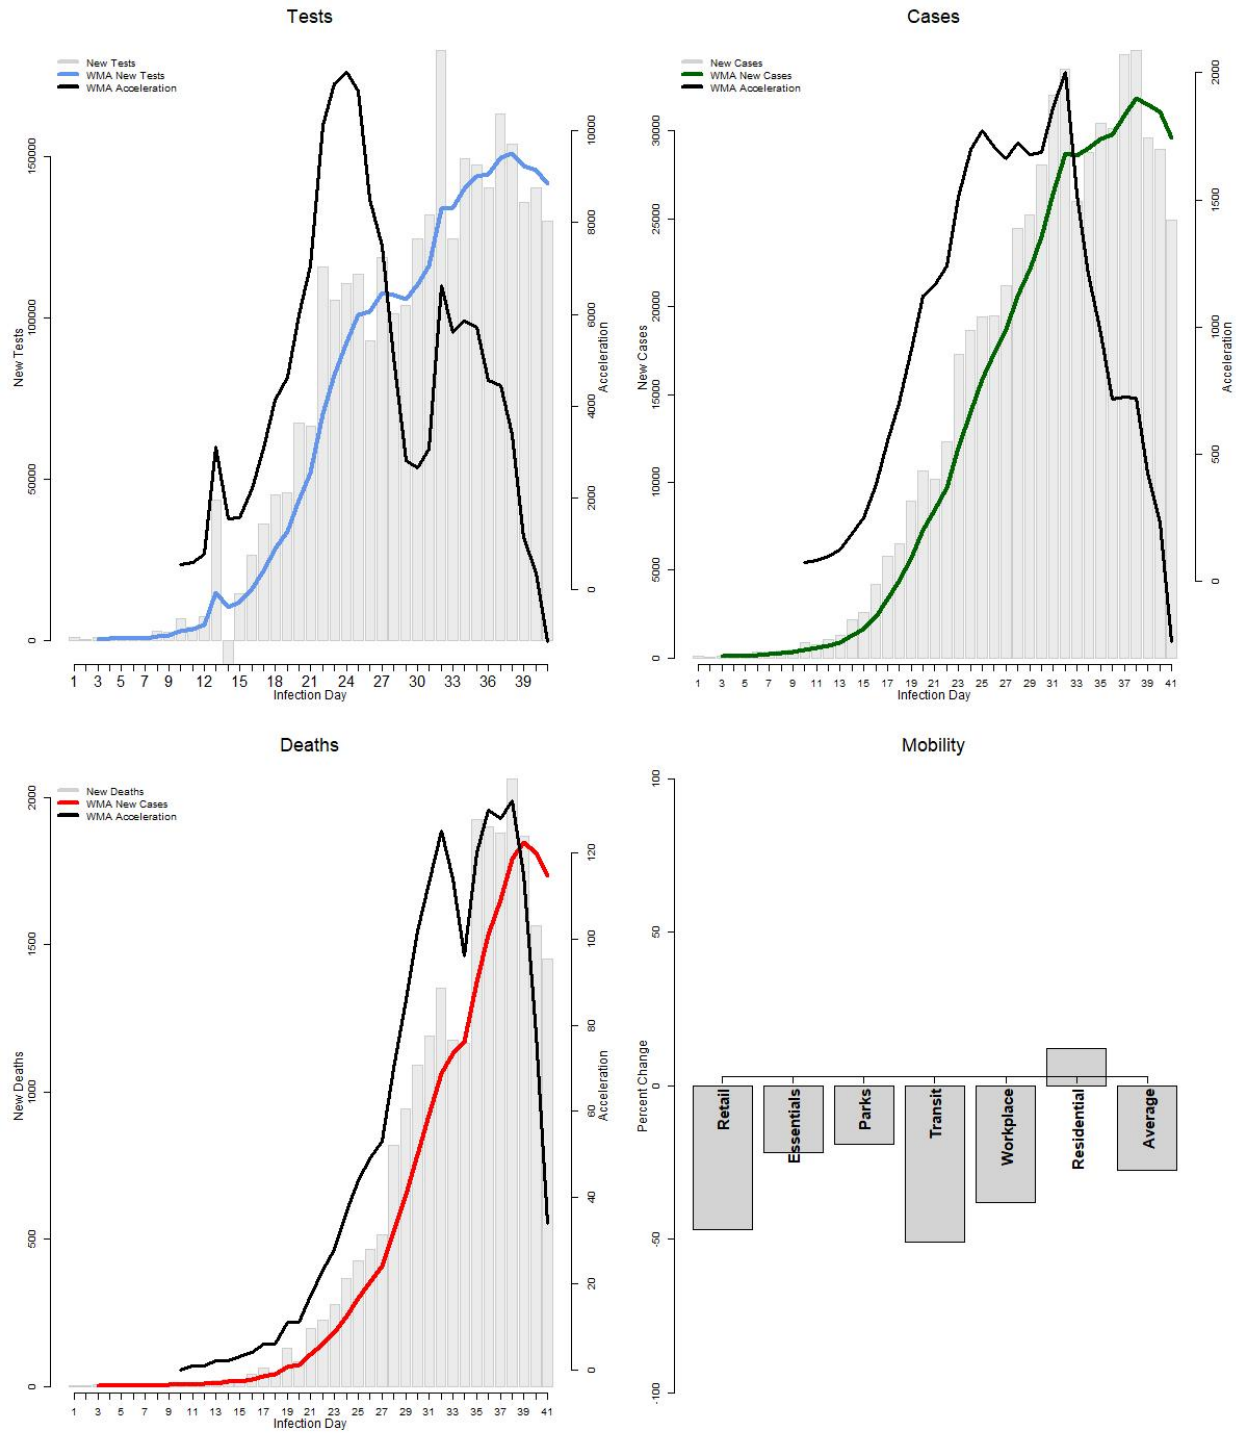 Tests
New Tests
WMA New Tests
WMA Acceleration
150000
100000
50000
0
New Tests
10000
8000
6000
4000
2000
0
Acceleration
1 3 5 7 9 12 15 18 21 24 27 30 33 36 39
Infection Day
Cases
New Cases
WMA New Cases
WMA Acceleration
30000
25000
20000
15000
10000
5000
0
New Cases
2000
1500
1000
500
0
Acceleration
1 3 5 7 9 11 13 15 17 19 21 23 25 27 29 31 33 35 37 39 41
Infection Day
Deaths
New Deaths
WMA New Cases
WMA Acceleration
2000
1500
1000
500
0
New Deaths
120
100
80
60
40
20
0
Acceleration
1 3 5 7 9 11 13 15 17 19 21 23 25 27 29 31 33 35 37 39 41
Infection Day
Mobility
100
50
0
-50
-100
Percent Change
Retail
Essentials
Parks
Transit
Workplace
Residential
Average